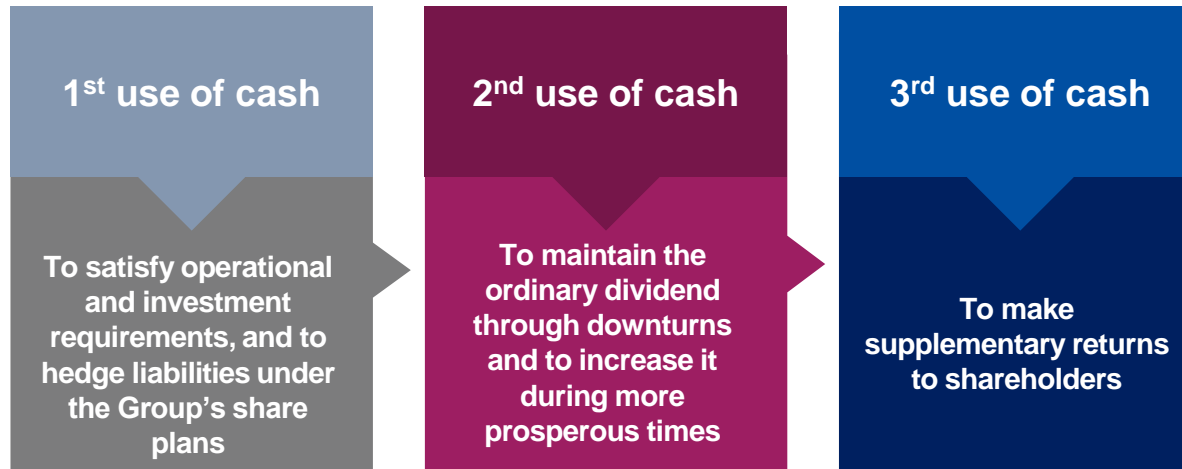 1st use of cash
To satisfy operational
and investment
requirements, and to
hedge liabilities under
the Group's share
plans
2nd use of cash
To maintain the
ordinary dividend
through downturns
and to increase it
during more
prosperous times
3rd use of cash
To make
supplementary returns
to shareholders